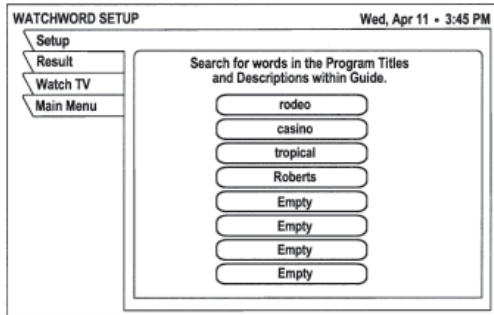 WATCHWORD SETUP
Wed, Apr 11 • 3:45 PM
Setup
Result
Watch TV
Main Menu
Search for words in the Program Titles
and Descriptions within Guide.
rodeo
casino
tropical
Roberts
Empty
Empty
Empty
Empty